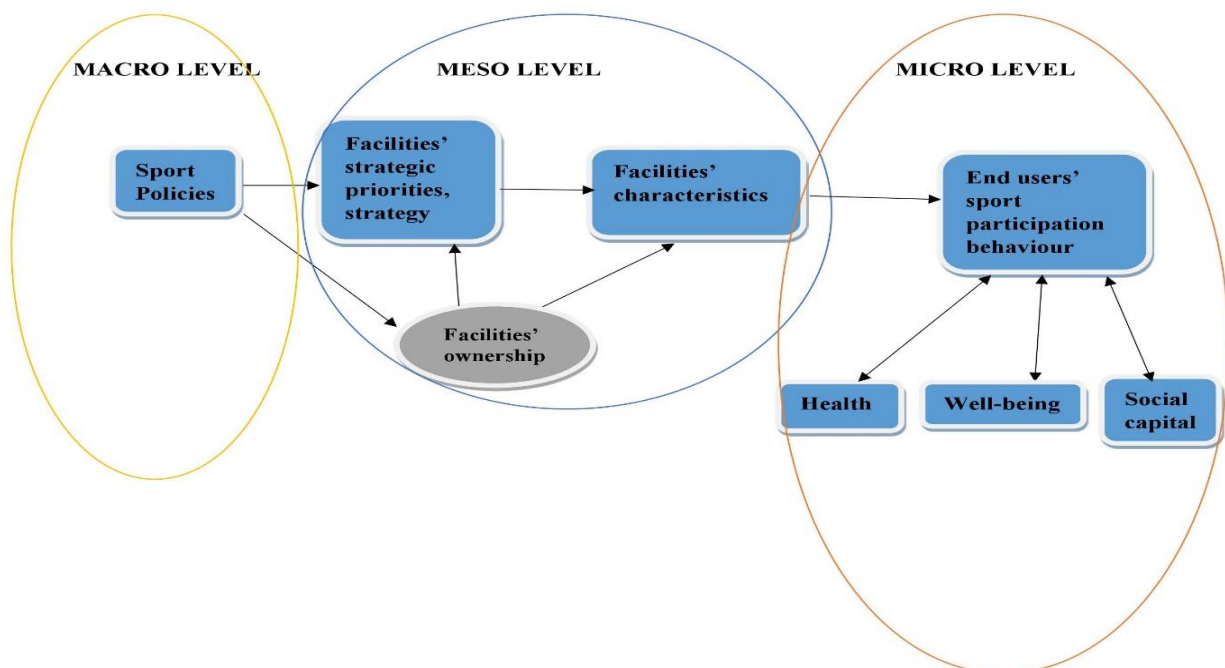 MACRO LEVEL
MESO LEVEL
MICRO LEVEL
Sport
Policies
Facilities’
strategic
priorities,
strategy
Facilities’
characteristics
End users’
sport
participation
behaviour
Facilities’
ownership
Health
Well-being
Social
capital